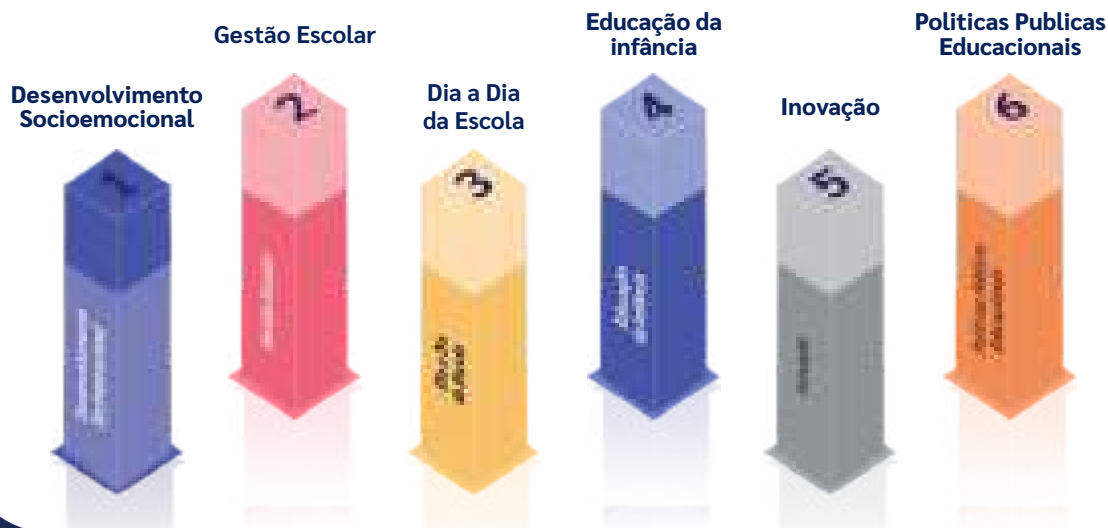 Desenvolvimento
Socioemocional
1
Gestão Escolar
2
Dia a Dia
da Escola
3
Educação da
infância
4
Inovação
5
Politicas Publicas
Educacionais
6